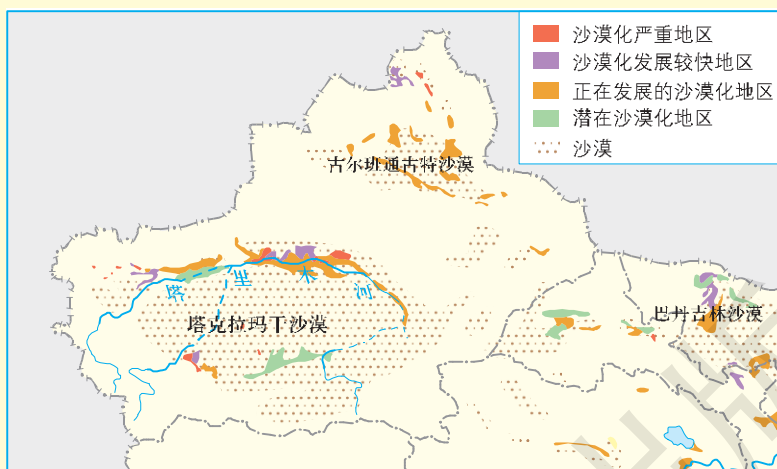 沙漠化严重地区
沙漠化发展较快地区
正在发展的沙漠化地区
潜在沙漠化地区
沙漠
古尔班通古特沙漠
塔里木河
巴丹吉林沙漠
塔克拉玛干沙漠